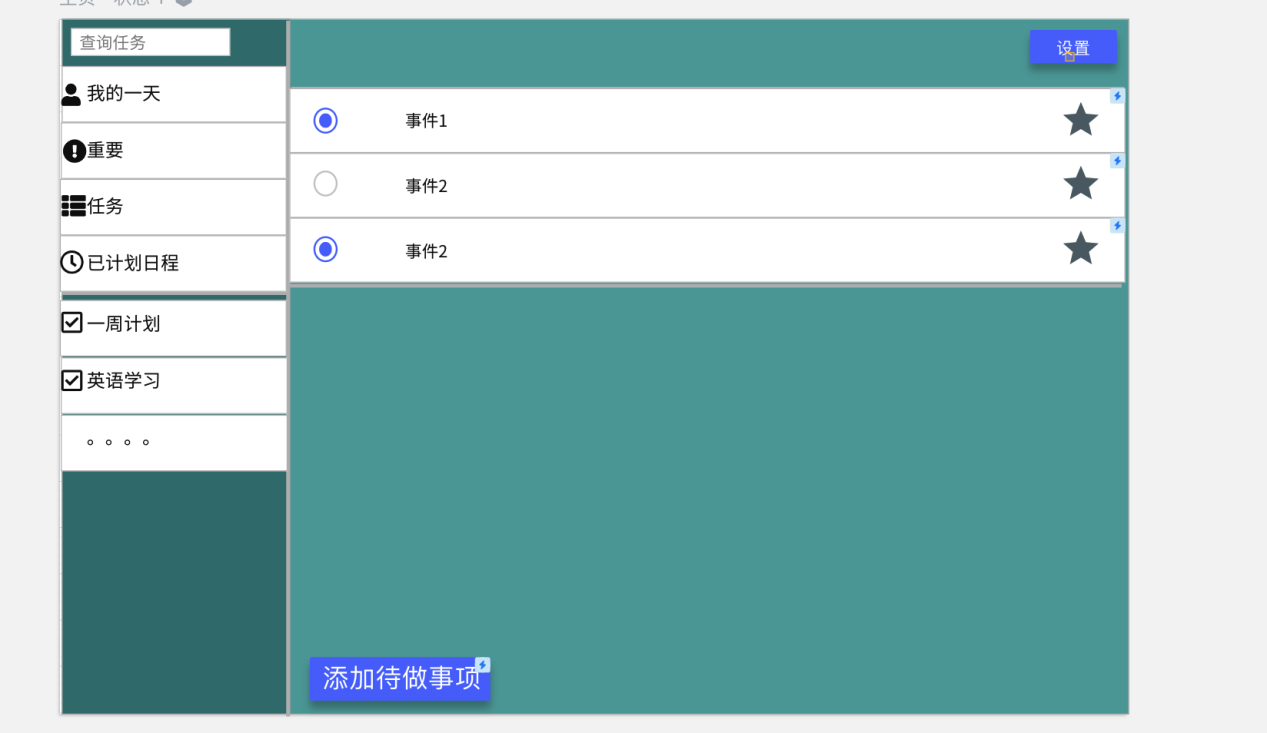 查询任务
设置
我的一天
重要
任务
已计划日程
一周计划
英语学习
。。。。
事件1
事件2
事件2
添加待做事项